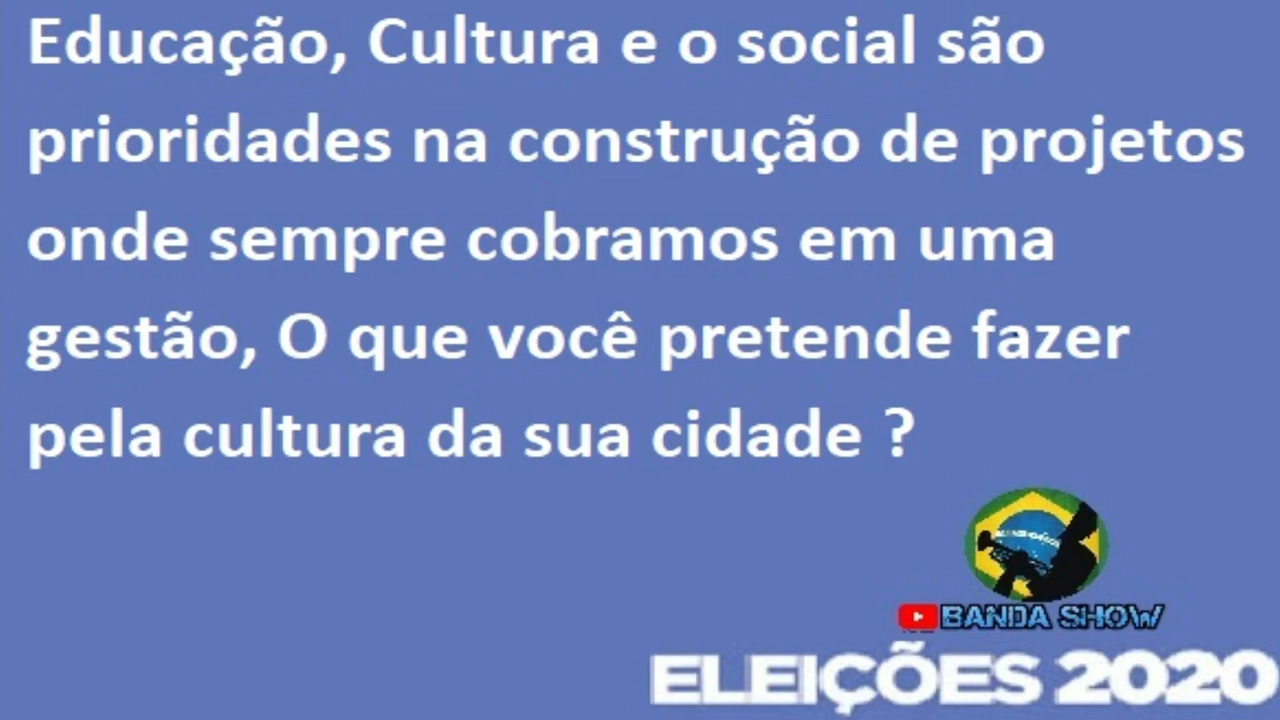 Educação, Cultura e o social são
prioridades na construção de projetos
onde sempre cobramos em uma
gestão, O que você pretende fazer
pela cultura da sua cidade ?
BANDA SHOW
ELEIÇÕES 2020